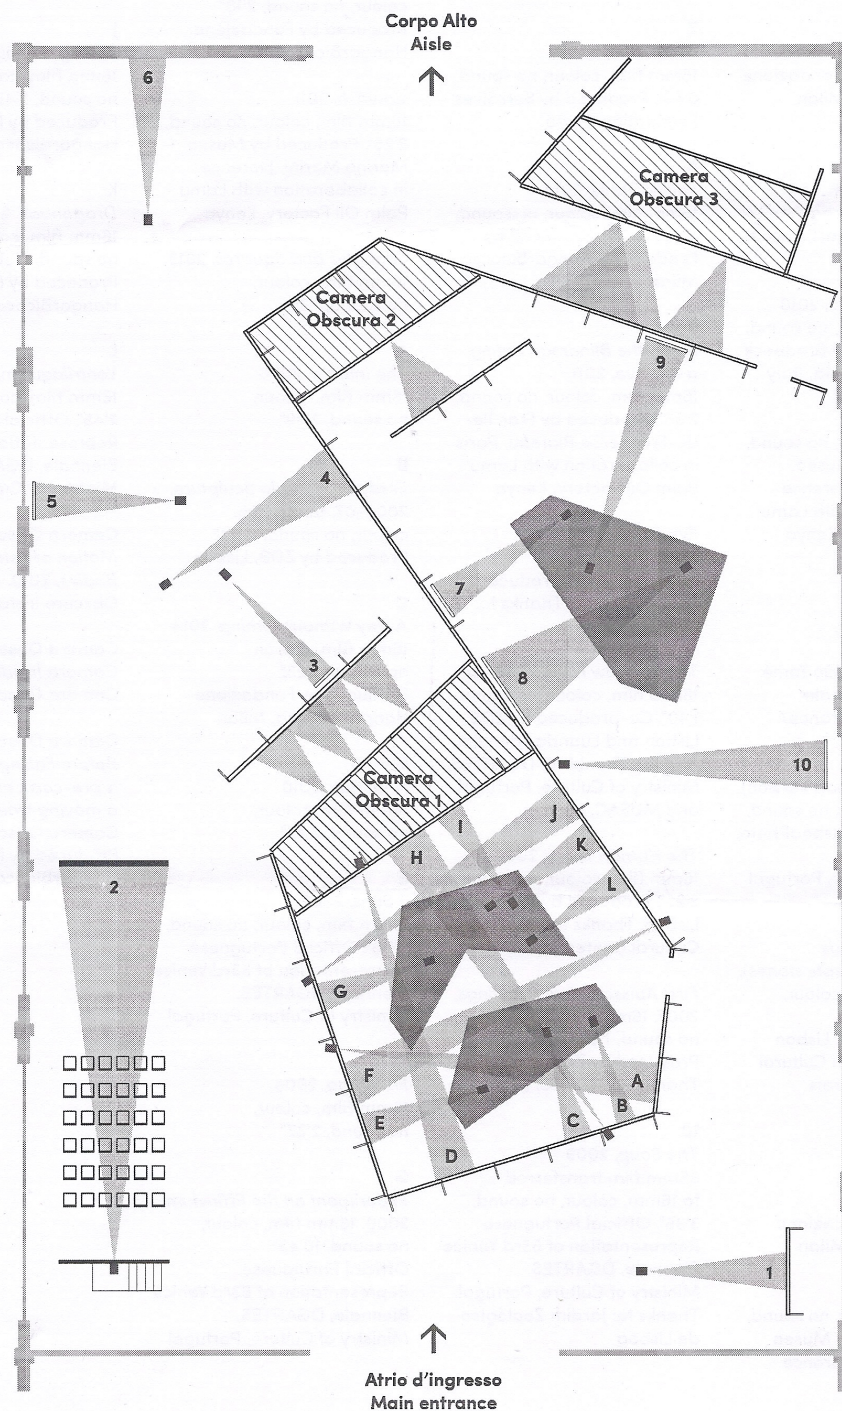 Corpo Alto
Aisle
6
Camera
Obscura 3
Camera
Obscura 2
9
4
5
7
3
8
10
Camera
Obscura 1
I
J
H
K
L
2
G
F
A
E
B
C
D
1
Atrio d'ingresso
Main entrance